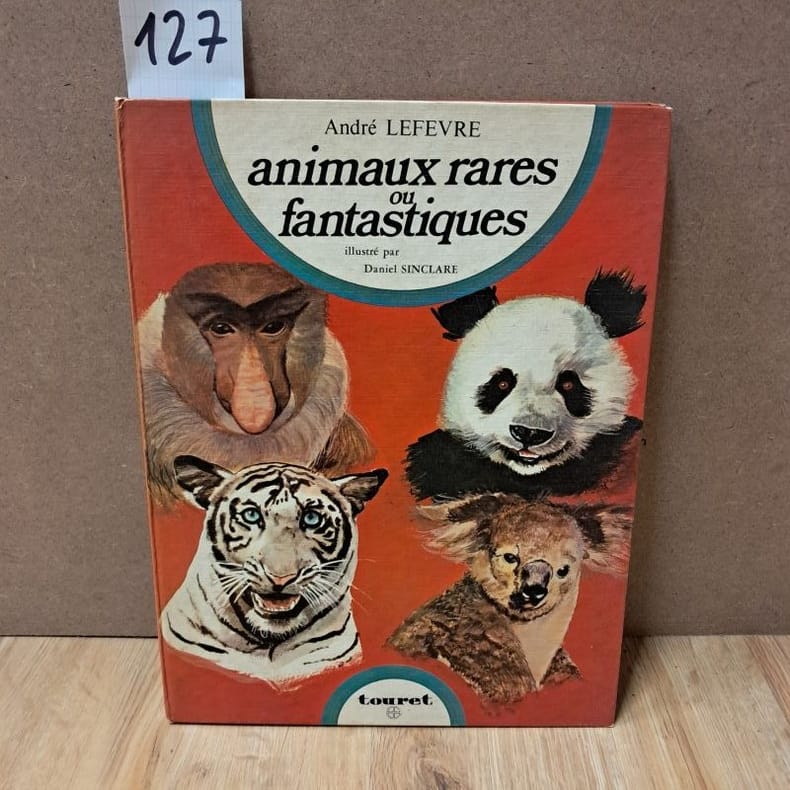 127
André LEFEVRE
animaux rares
ou
fantastiques
illustré par
Daniel SINCLARE
touret